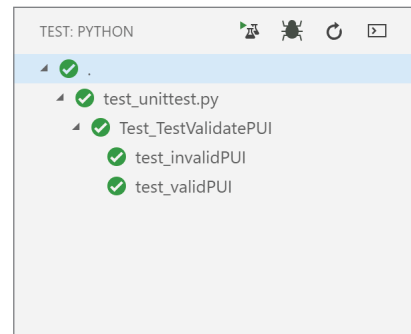 TEST: PYTHON
.
test_unittest.py
Test_TestValidatePUI
test_invalidPUI
test_validPUI